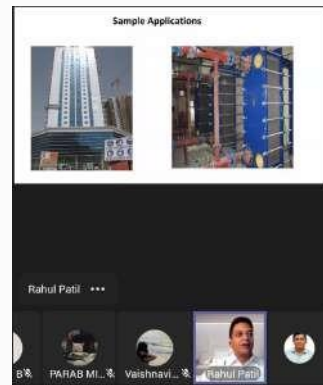 Sample Applications
Rahul Patil •••
B
PARAB MI...
Vaishnavi...
Rahul Patil